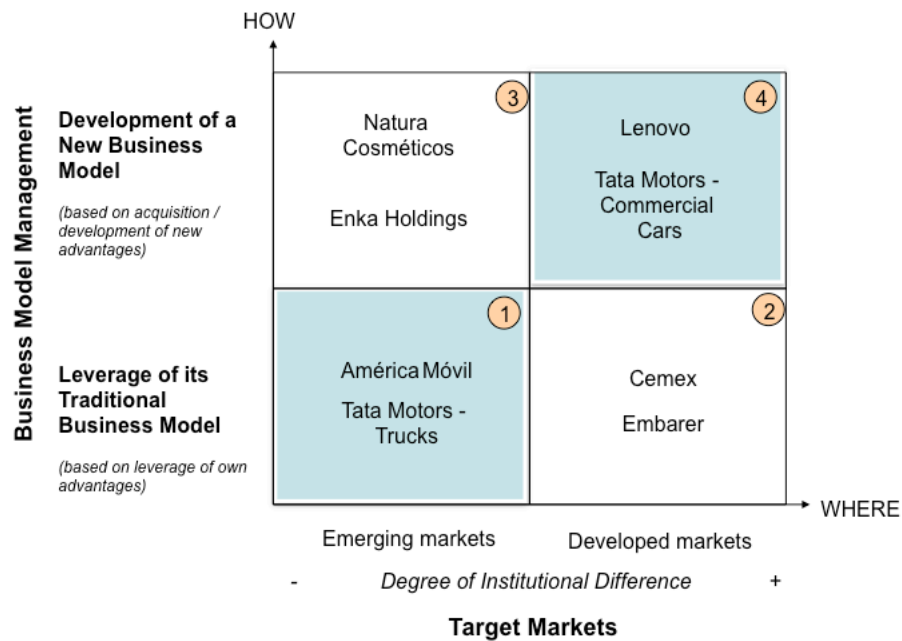 HOW
Business Model Management
Development of a
New Business
Model
(based on acquisition /
development of new
advantages)
3
Natura
Cosméticos
Enka Holdings
4
Lenovo
Tata Motors -
Commercial
Cars
Leverage of its
Traditional
Business Model
(based on leverage of own
advantages)
1
América Móvil
Tata Motors -
Trucks
2
Cemex
Embarer
WHERE
Emerging markets
Developed markets
- Degree of Institutional Difference +
Target Markets